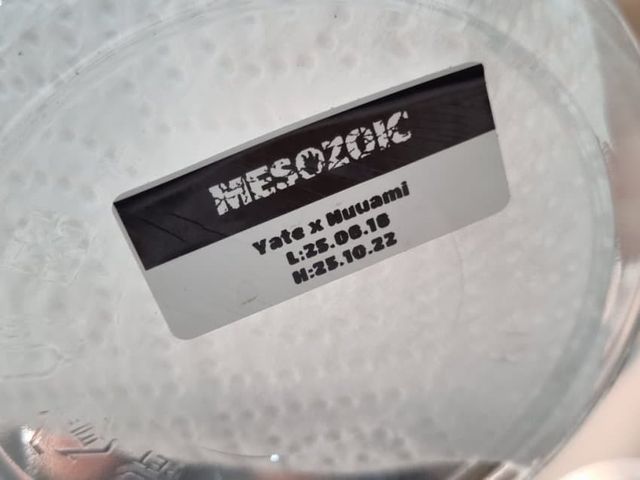 MESOZOIC
Yate x Nuuami
L:25.06.18
H:25.10.22